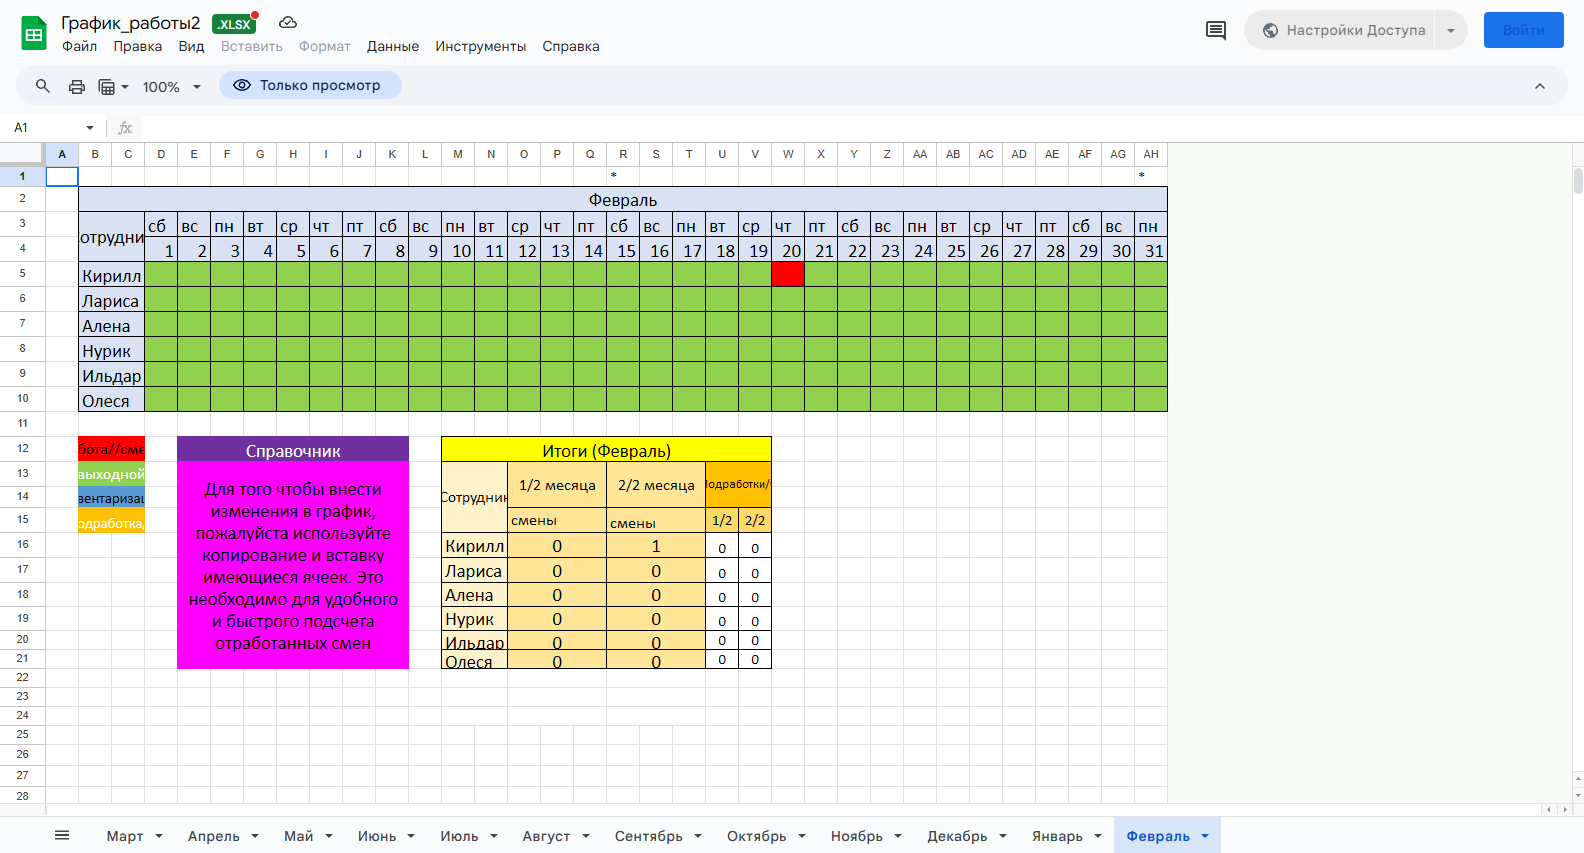 График_работы2 .XLSX
Файл Правка Вид Вставить Формат Данные Инструменты Справка
Настройки Доступа
Войти
100% Только просмотр
A1 fx
A B C D E F G H I J K L M N O P Q R S T U V W X Y Z AA AB AC AD AE AF AG AH
1 * *
2 Февраль
3 сб вс пн вт ср чт пт сб вс пн вт ср чт пт сб вс пн вт ср чт пт сб вс пн вт ср чт пт сб вс пн
отрудни
4 1 2 3 4 5 6 7 8 9 10 11 12 13 14 15 16 17 18 19 20 21 22 23 24 25 26 27 28 29 30 31
5 Кирилл
6 Лариса
7 Алена
8 Нурик
9 Ильдар
10 Олеся
11
12 бота//сме Справочник Итоги (Февраль)
13 выходной
14 вентаризац
15 одработка,
Для того чтобы внести
изменения в график,
пожалуйста используйте
копирование и вставку
имеющиеся ячеек. Это
необходимо для удобного
и быстрого подсчета
отработанных смен
Сотрудник 1/2 месяца 2/2 месяца Подработки/
смены смены 1/2 2/2
16 Кирилл 0 1 0 0
17 Лариса 0 0 0 0
18 Алена 0 0 0 0
19 Нурик 0 0 0 0
20 Ильдар 0 0 0 0
21 Олеся 0 0 0 0
22
23
24
25
26
27
28
Март Апрель Май Июнь Июль Август Сентябрь Октябрь Ноябрь Декабрь Январь Февраль